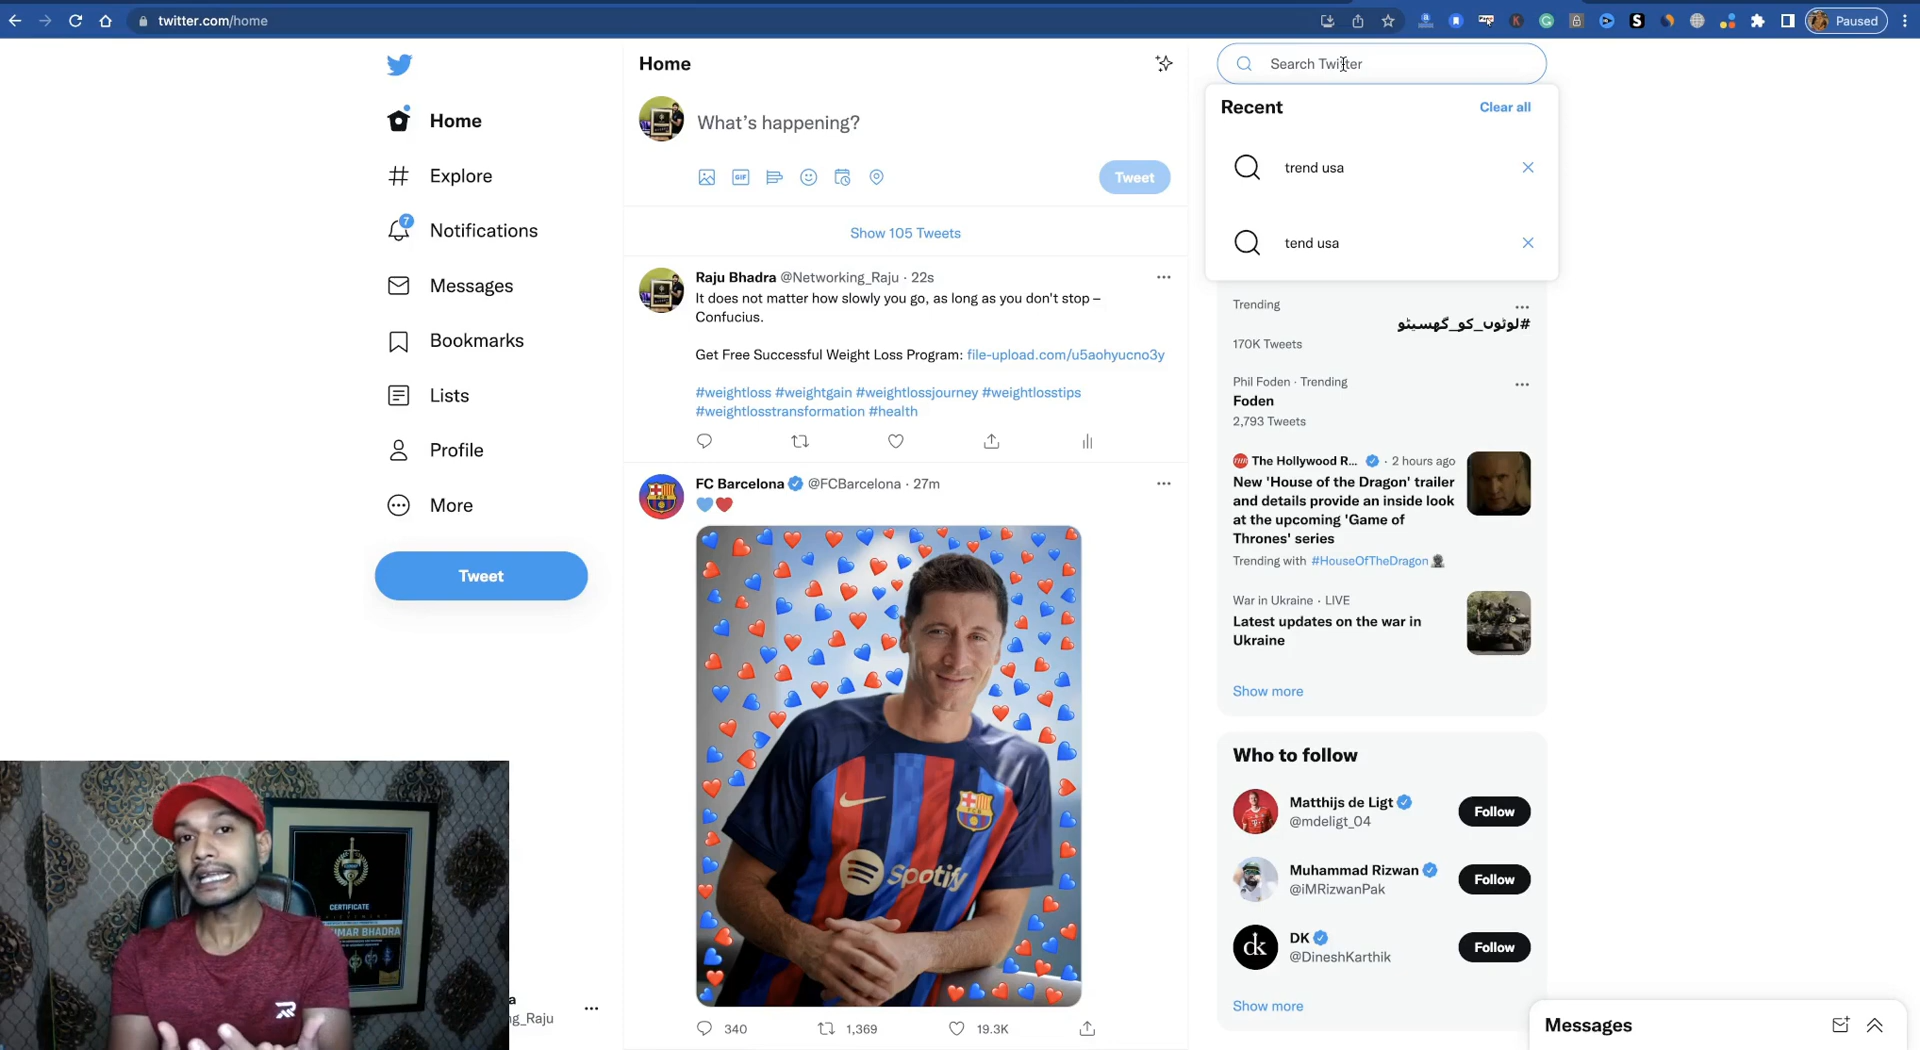 twitter.com/home
Paused
Home
Explore
7
Notifications
Messages
Bookmarks
Lists
Profile
More
Tweet
ng_Raju
CERTIFICATE
UMAR BHADRA
Home
What's happening?
GIF
Tweet
Show 105 Tweets
Raju Bhadra @Networking_Raju · 22s
It does not matter how slowly you go, as long as you don't stop –
Confucius.
Get Free Successful Weight Loss Program: file-upload.com/u5aohyucno3y
#weightloss #weightgain #weightlossjourney #weightlosstips
#weightlosstransformation #health
FC Barcelona @FCBarcelona · 27m
Spotify
340 1,369 19.3K
Search Twitter
Recent Clear all
trend usa
tend usa
Trending
#لوٹوں_کو_گھسیٹو
170K Tweets
Phil Foden · Trending
Foden
2,793 Tweets
The Hollywood R... · 2 hours ago
New 'House of the Dragon' trailer
and details provide an inside look
at the upcoming 'Game of
Thrones' series
Trending with #HouseOfTheDragon
War in Ukraine · LIVE
Latest updates on the war in
Ukraine
Show more
Who to follow
Matthijs de Ligt
@mdeligt_04
Follow
Muhammad Rizwan
@iMRizwanPak
Follow
dk
DK
@DineshKarthik
Follow
Show more
Messages